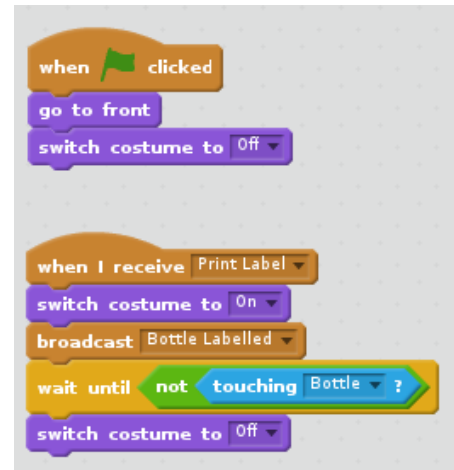 when clicked
go to front
switch costume to Off
when I receive Print Label
switch costume to On
broadcast Bottle Labelled
wait until not touching Bottle ?
switch costume to Off